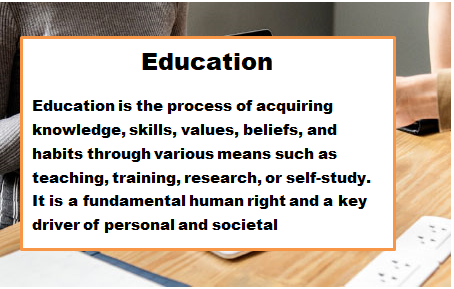 Education
Education is the process of acquiring
knowledge, skills, values, beliefs, and
habits through various means such as
teaching, training, research, or self-study.
It is a fundamental human right and a key
driver of personal and societal